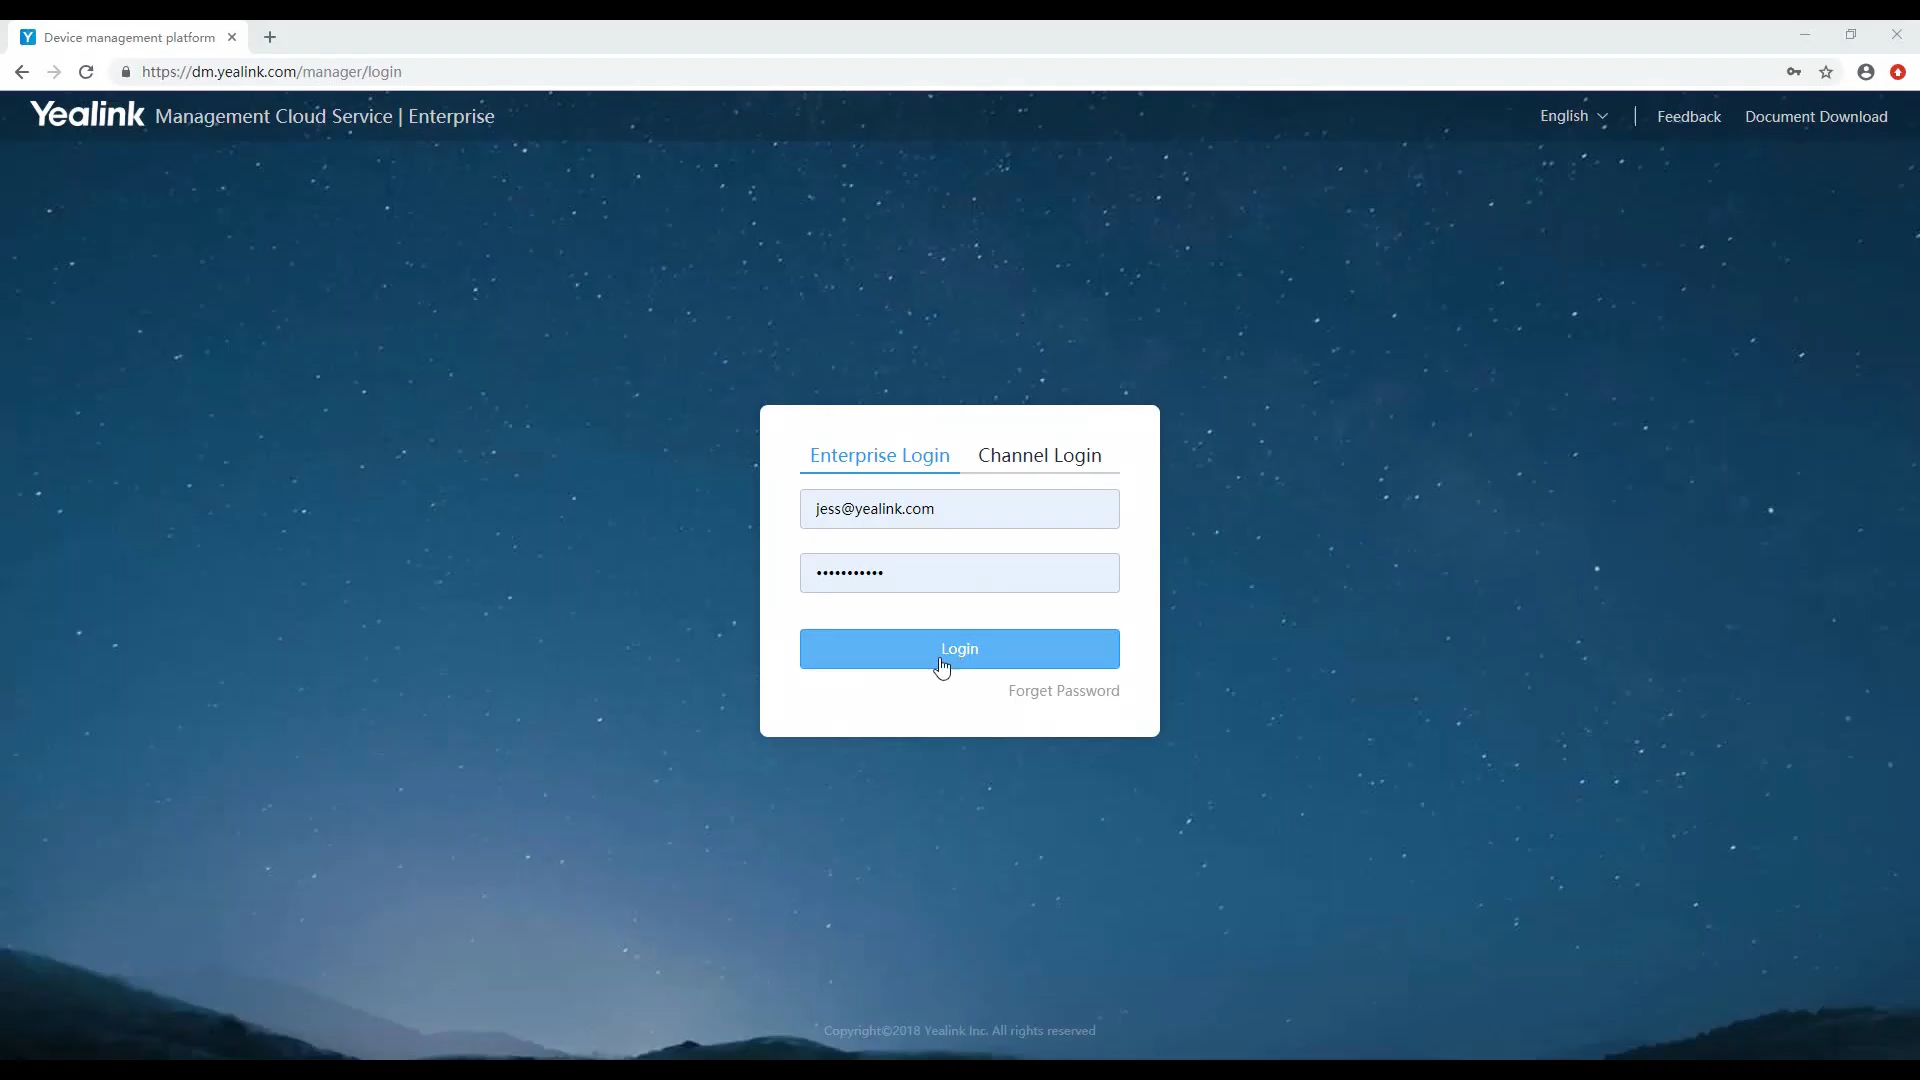 Device management platform
https://dm.yealink.com/manager/login
Yealink Management Cloud Service | Enterprise
English
Feedback
Document Download
Enterprise Login
Channel Login
jess@yealink.com
•••••••••••
Login
Forget Password
Copyright©2018 Yealink Inc. All rights reserved